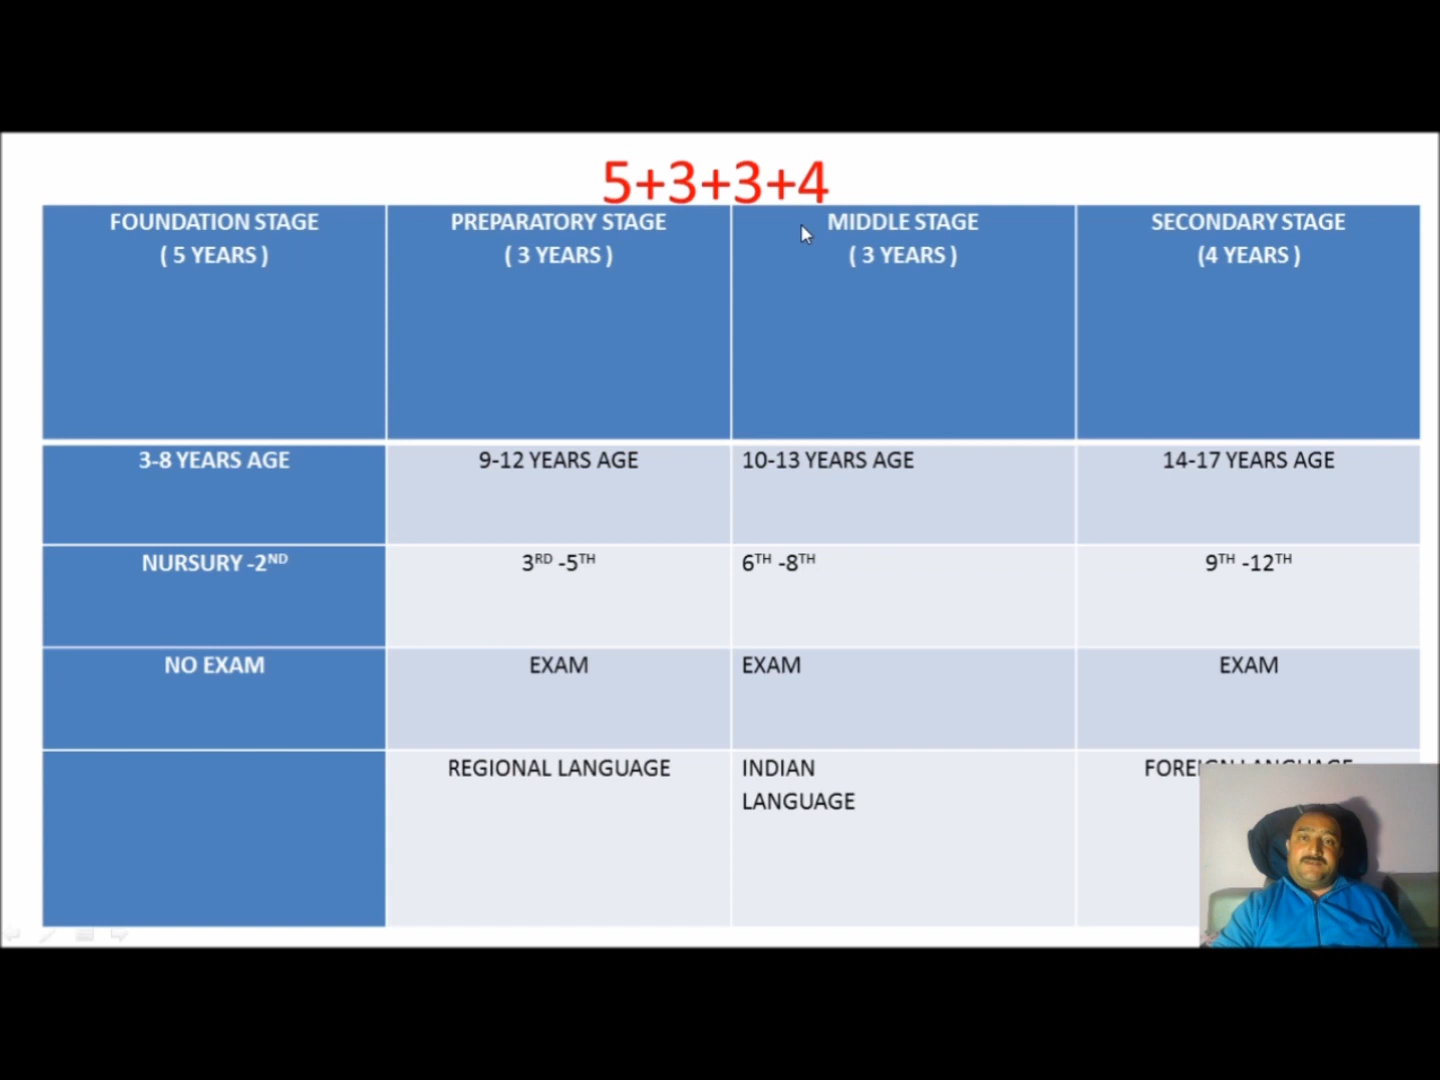 5+3+3+4
FOUNDATION STAGE
( 5 YEARS )
PREPARATORY STAGE
( 3 YEARS )
MIDDLE STAGE
( 3 YEARS )
SECONDARY STAGE
(4 YEARS )
3-8 YEARS AGE
9-12 YEARS AGE
10-13 YEARS AGE
14-17 YEARS AGE
NURSURY -2ND
3RD -5TH
6TH -8TH
9TH -12TH
NO EXAM
EXAM
EXAM
EXAM
REGIONAL LANGUAGE
INDIAN
LANGUAGE
FOREIGN LANGUAGE